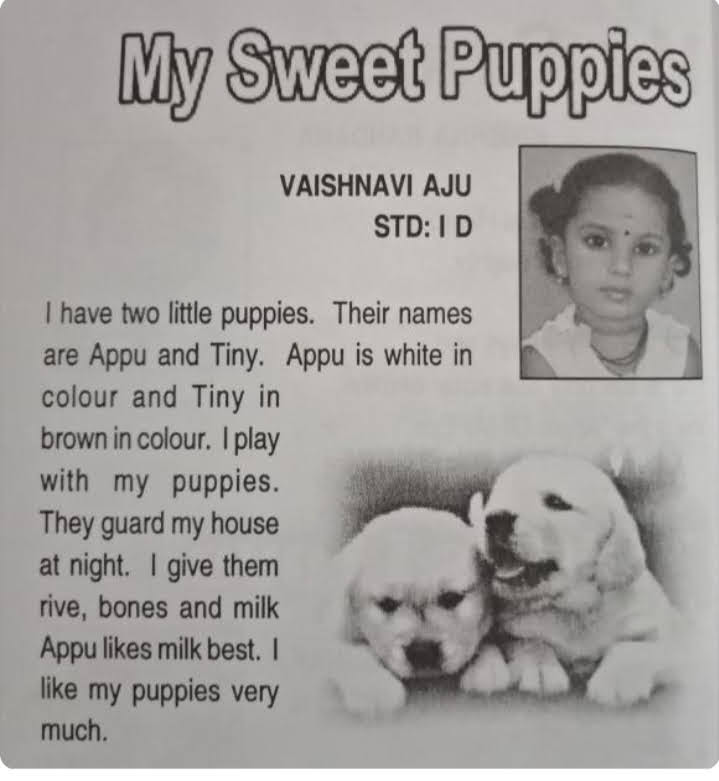 My Sweet Puppies
VAISHNAVI AJU
STD: I D
I have two little puppies. Their names
are Appu and Tiny. Appu is white in
colour and Tiny in
brown in colour. I play
with my puppies.
They guard my house
at night. I give them
rive, bones and milk
Appu likes milk best. I
like my puppies very
much.